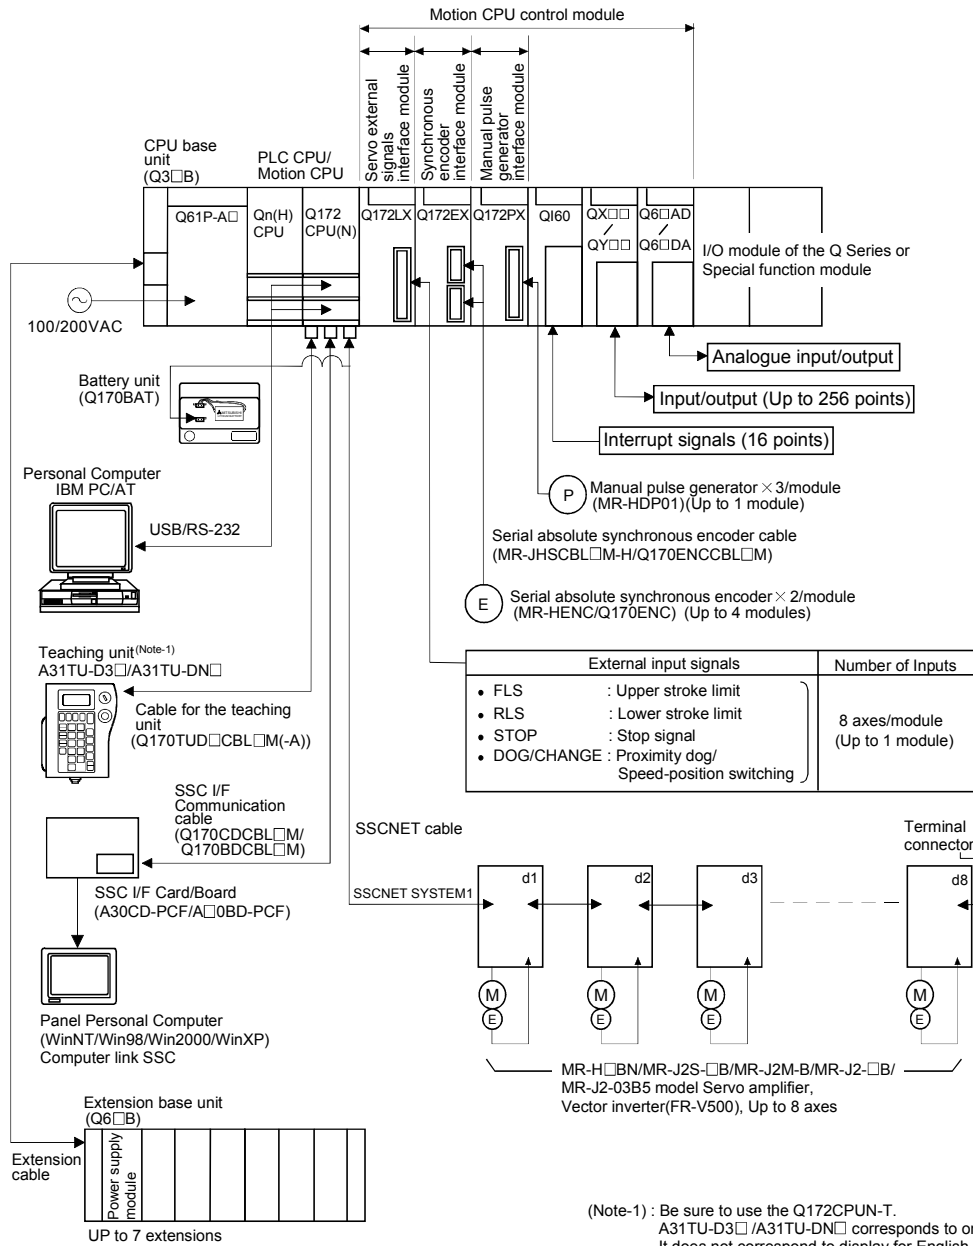 Motion CPU control module
Servo external
signals
interface module
Synchronous
encoder
interface module
Manual pulse
generator
interface module
CPU base
unit
(Q3□B)
PLC CPU/
Motion CPU
Q61P-A□
Qn(H)
CPU
Q172
CPU(N)
Q172LX
Q172EX
Q172PX
QI60
QX□□
/
QY□□
Q6□AD
/
Q6□DA
I/O module of the Q Series or
Special function module
100/200VAC
Analogue input/output
Input/output (Up to 256 points)
Interrupt signals (16 points)
Battery unit
(Q170BAT)
MITSUBISHI
Personal Computer
IBM PC/AT
USB/RS-232
P
Manual pulse generator×3/module
(MR-HDP01)(Up to 1 module)
Serial absolute synchronous encoder cable
(MR-JHSCBL□M-H/Q170ENCCBL□M)
E
Serial absolute synchronous encoder×2/module
(MR-HENC/Q170ENC) (Up to 4 modules)
Teaching unit(Note-1)
A31TU-D3□/A31TU-DN□
Cable for the teaching
unit
(Q170TUD□CBL□M(-A))
External input signals
Number of Inputs
• FLS : Upper stroke limit
• RLS : Lower stroke limit
• STOP : Stop signal
• DOG/CHANGE : Proximity dog/
Speed-position switching
8 axes/module
(Up to 1 module)
SSC I/F
Communication
cable
(Q170CDCBL□M/
Q170BDCBL□M)
SSCNET cable
SSC I/F Card/Board
(A30CD-PCF/A□0BD-PCF)
SSCNET SYSTEM1
Terminal
connector
d1
d2
d3
d8
M
E
M
E
M
E
M
E
Panel Personal Computer
(WinNT/Win98/Win2000/WinXP)
Computer link SSC
MR-H□BN/MR-J2S-□B/MR-J2M-B/MR-J2-□B/
MR-J2-03B5 model Servo amplifier,
Vector inverter(FR-V500), Up to 8 axes
Extension base unit
(Q6□B)
Extension
cable
Power supply
module
UP to 7 extensions
(Note-1) : Be sure to use the Q172CPUN-T.
A31TU-D3□ /A31TU-DN□ corresponds to
It does not correspond to display for English